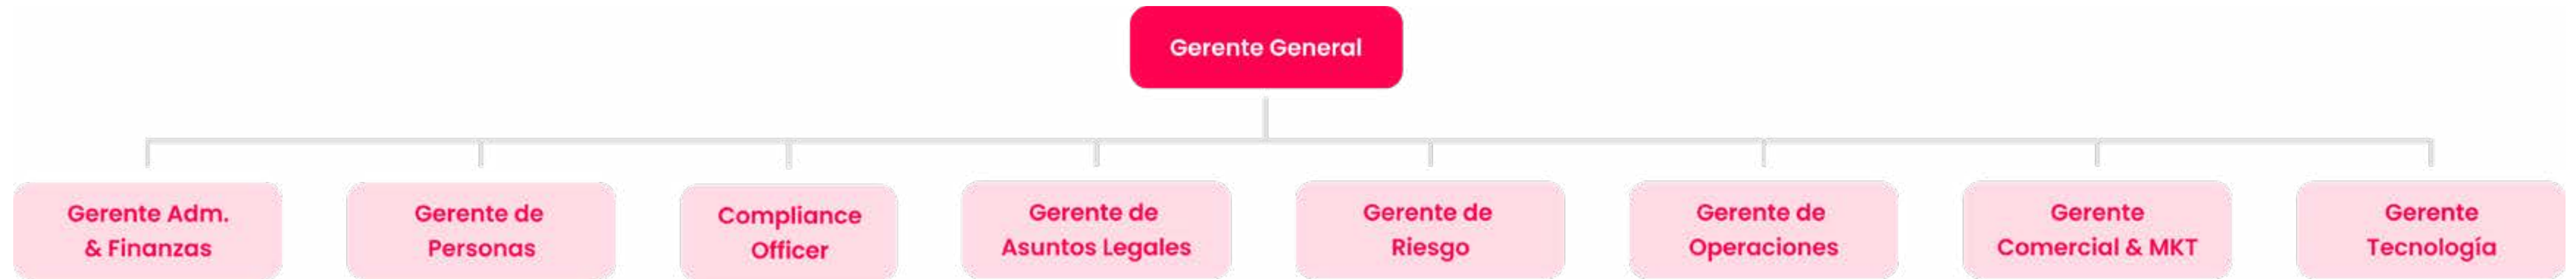 Gerente General
Gerente Adm.
& Finanzas
Gerente de
Personas
Compliance
Officer
Gerente de
Asuntos Legales
Gerente de
Riesgo
Gerente de
Operaciones
Gerente
Comercial & MKT
Gerente
Tecnología